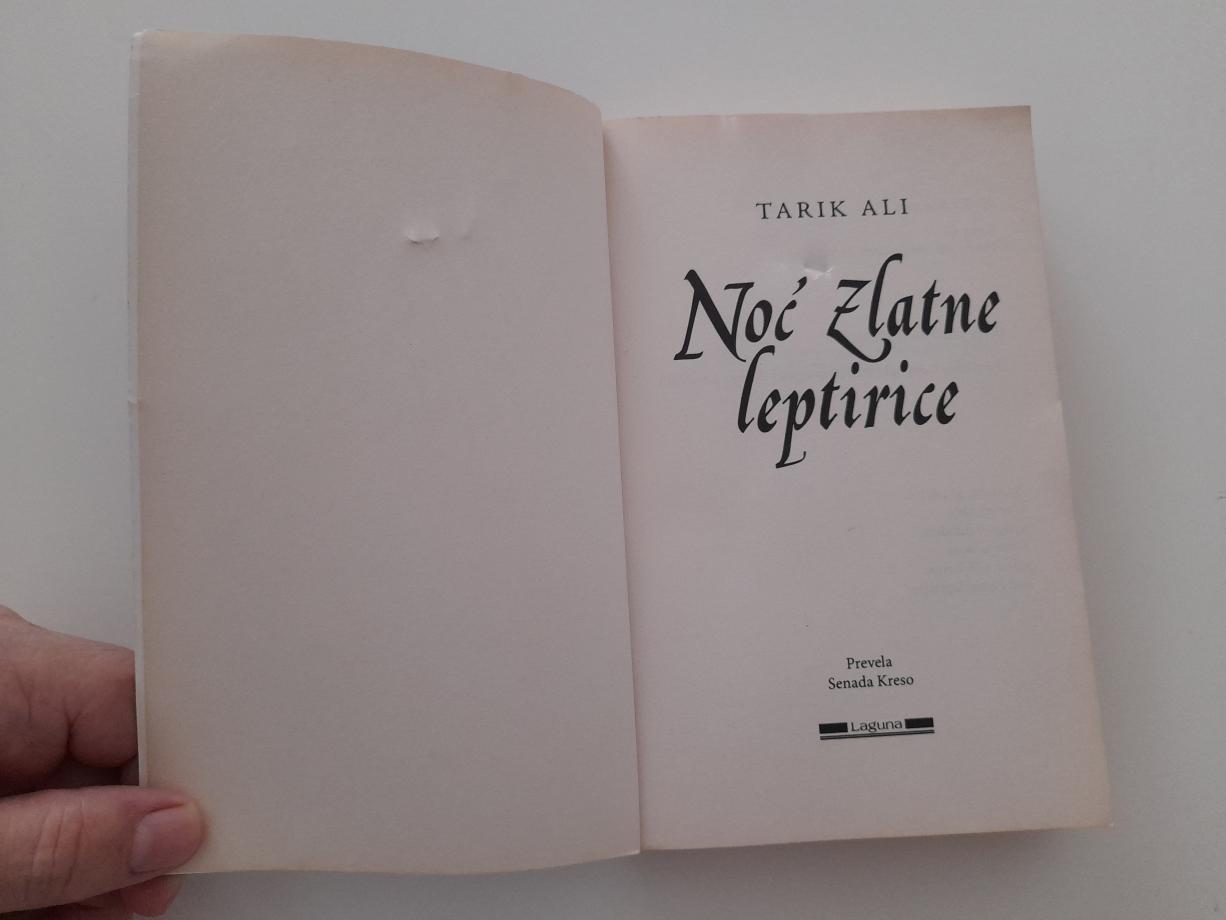 TARIK ALI
Noć Zlatne
leptirice
Prevela
Senada Kreso
Laguna